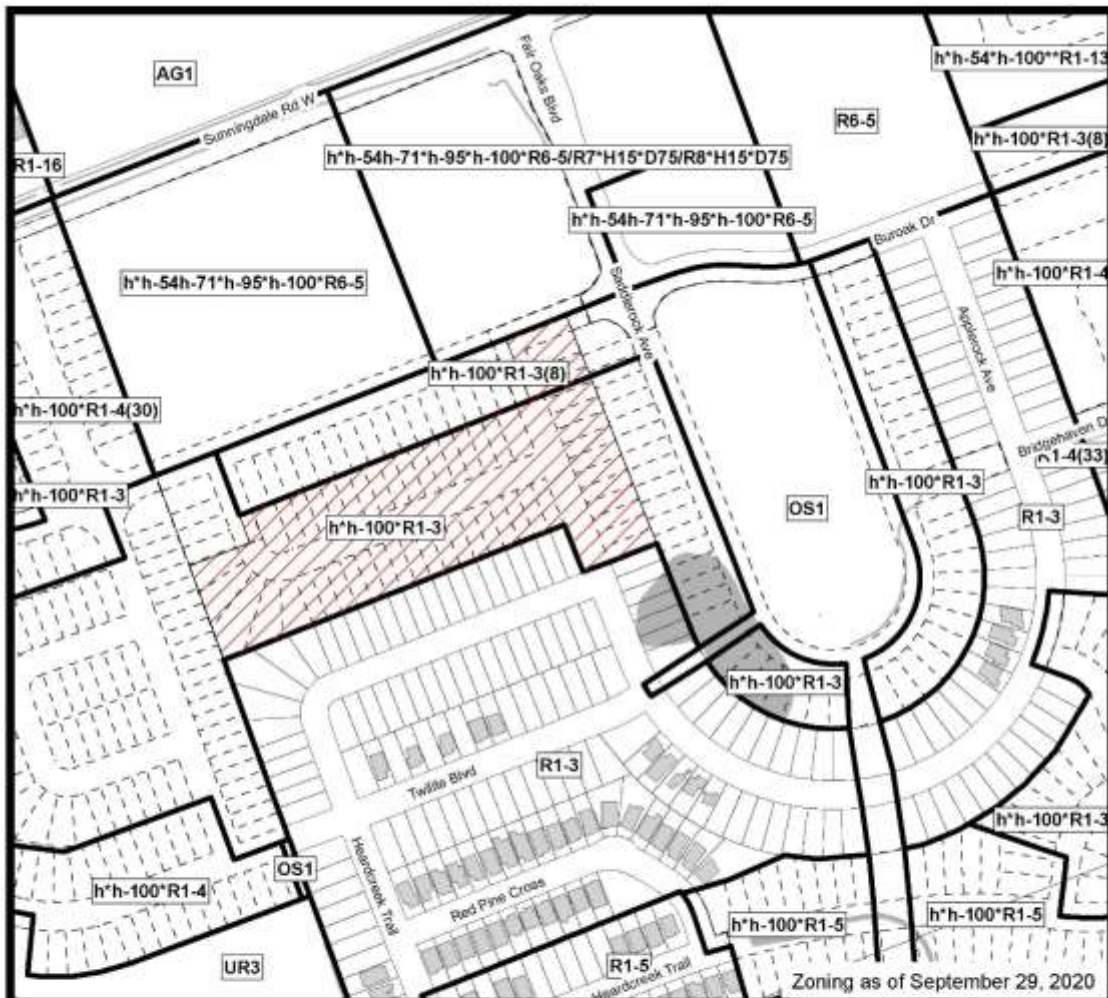 Fair Oaks Blvd
h*h-54*h-100**R1-13
AG1
Sunningdale Rd W
R6-5
h*h-100*R1-3(8)
R1-16
h*h-54h-71*h-95*h-100*R6-5/R7*H15*D75/R8*H15*D75
h*h-54h-71*h-95*h-100*R6-5
Buroak Dr
h*h-100*R1-4
h*h-54h-71*h-95*h-100*R6-5
Saddlerock Ave
Applerock Ave
h*h-100*R1-3(8)
h*h-100*R1-4(30)
Bridgehaven D
R1-4(33)
h*h-100*R1-3
h*h-100*R1-3
OS1
R1-3
h*h-100*R1-3
h*h-100*R1-3
R1-3
Twilite Blvd
h*h-100*R1-3
OS1
Heardcreek Trail
h*h-100*R1-4
Red Pine Cross
h*h-100*R1-5
h*h-100*R1-5
UR3
R1-5
Heardcreek Trail
Zoning as of September 29, 2020